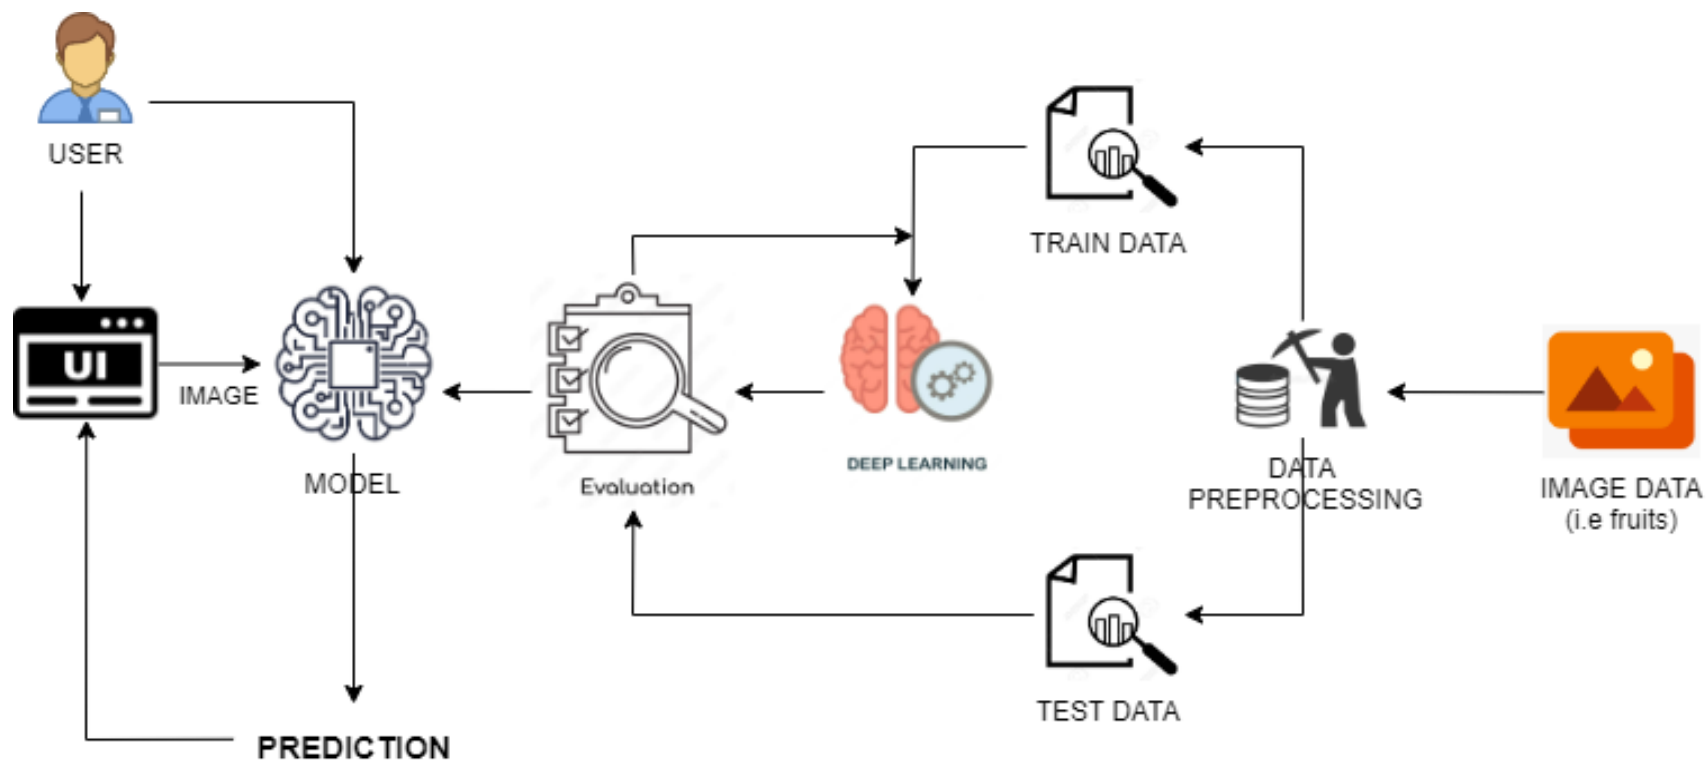 USER
TRAIN DATA
UI
IMAGE
MODEL
Evaluation
DEEP LEARNING
DATA
PREPROCESSING
IMAGE DATA
(i.e fruits)
TEST DATA
PREDICTION